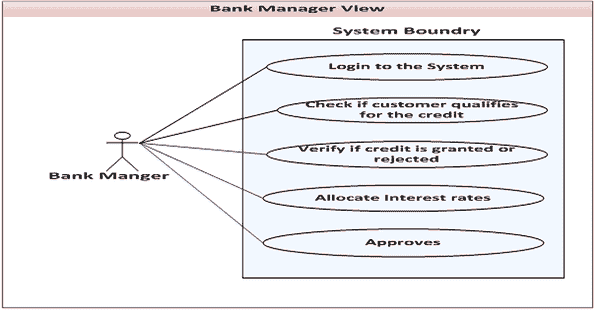 Bank Manager View
System Boundry
Login to the System
Check if customer qualifies
for the credit
Verify if credit is granted or
rejected
Bank Manger
Allocate Interest rates
Approves